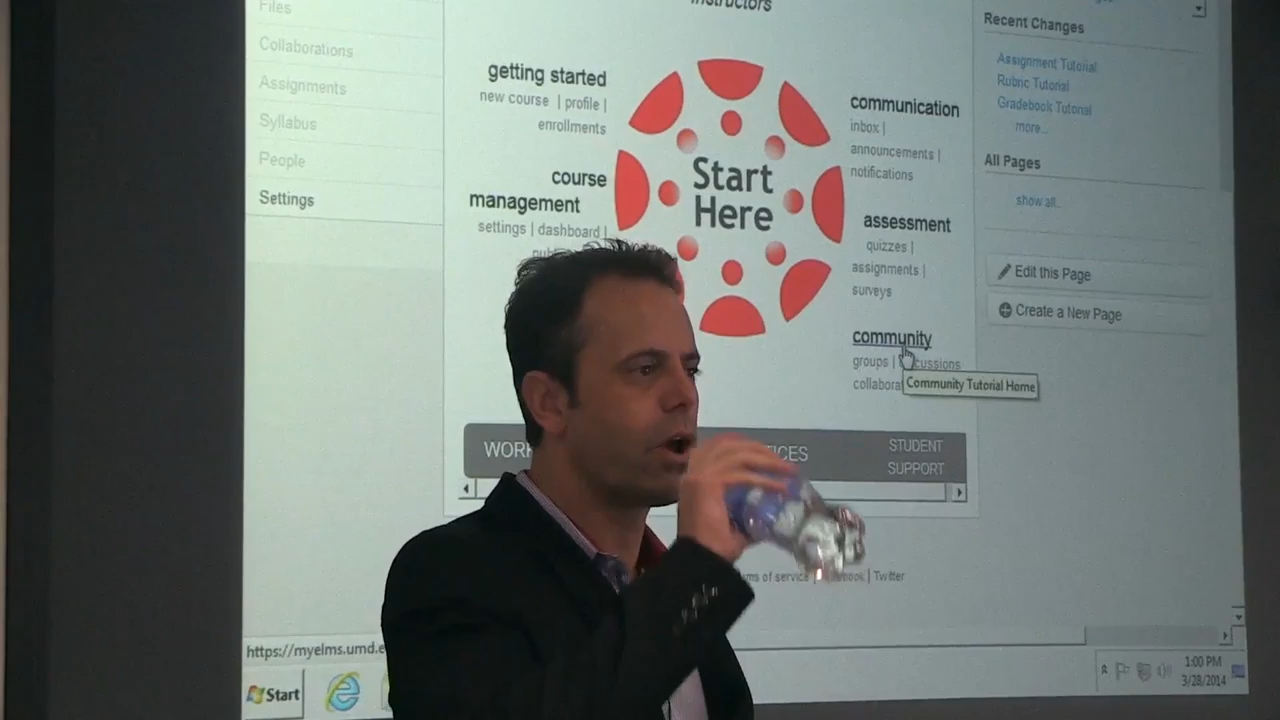 Files
Collaborations
Assignments
Syllabus
People
Settings
instructors
getting started
new course | profile |
enrollments
course
management
settings | dashboard |
Start
Here
communication
inbox |
announcements |
notifications
assessment
quizzes |
assignments |
surveys
community
groups |
Community Tutorial Home
STUDENT
SUPPORT
Recent Changes
Assignment Tutorial
Rubric Tutorial
Gradebook Tutorial
more...
All Pages
show all...
Edit this Page
Create a New Page
of service |
| Twitter
https://myelms.umd.e
Start
1:00 PM
3/28/2014